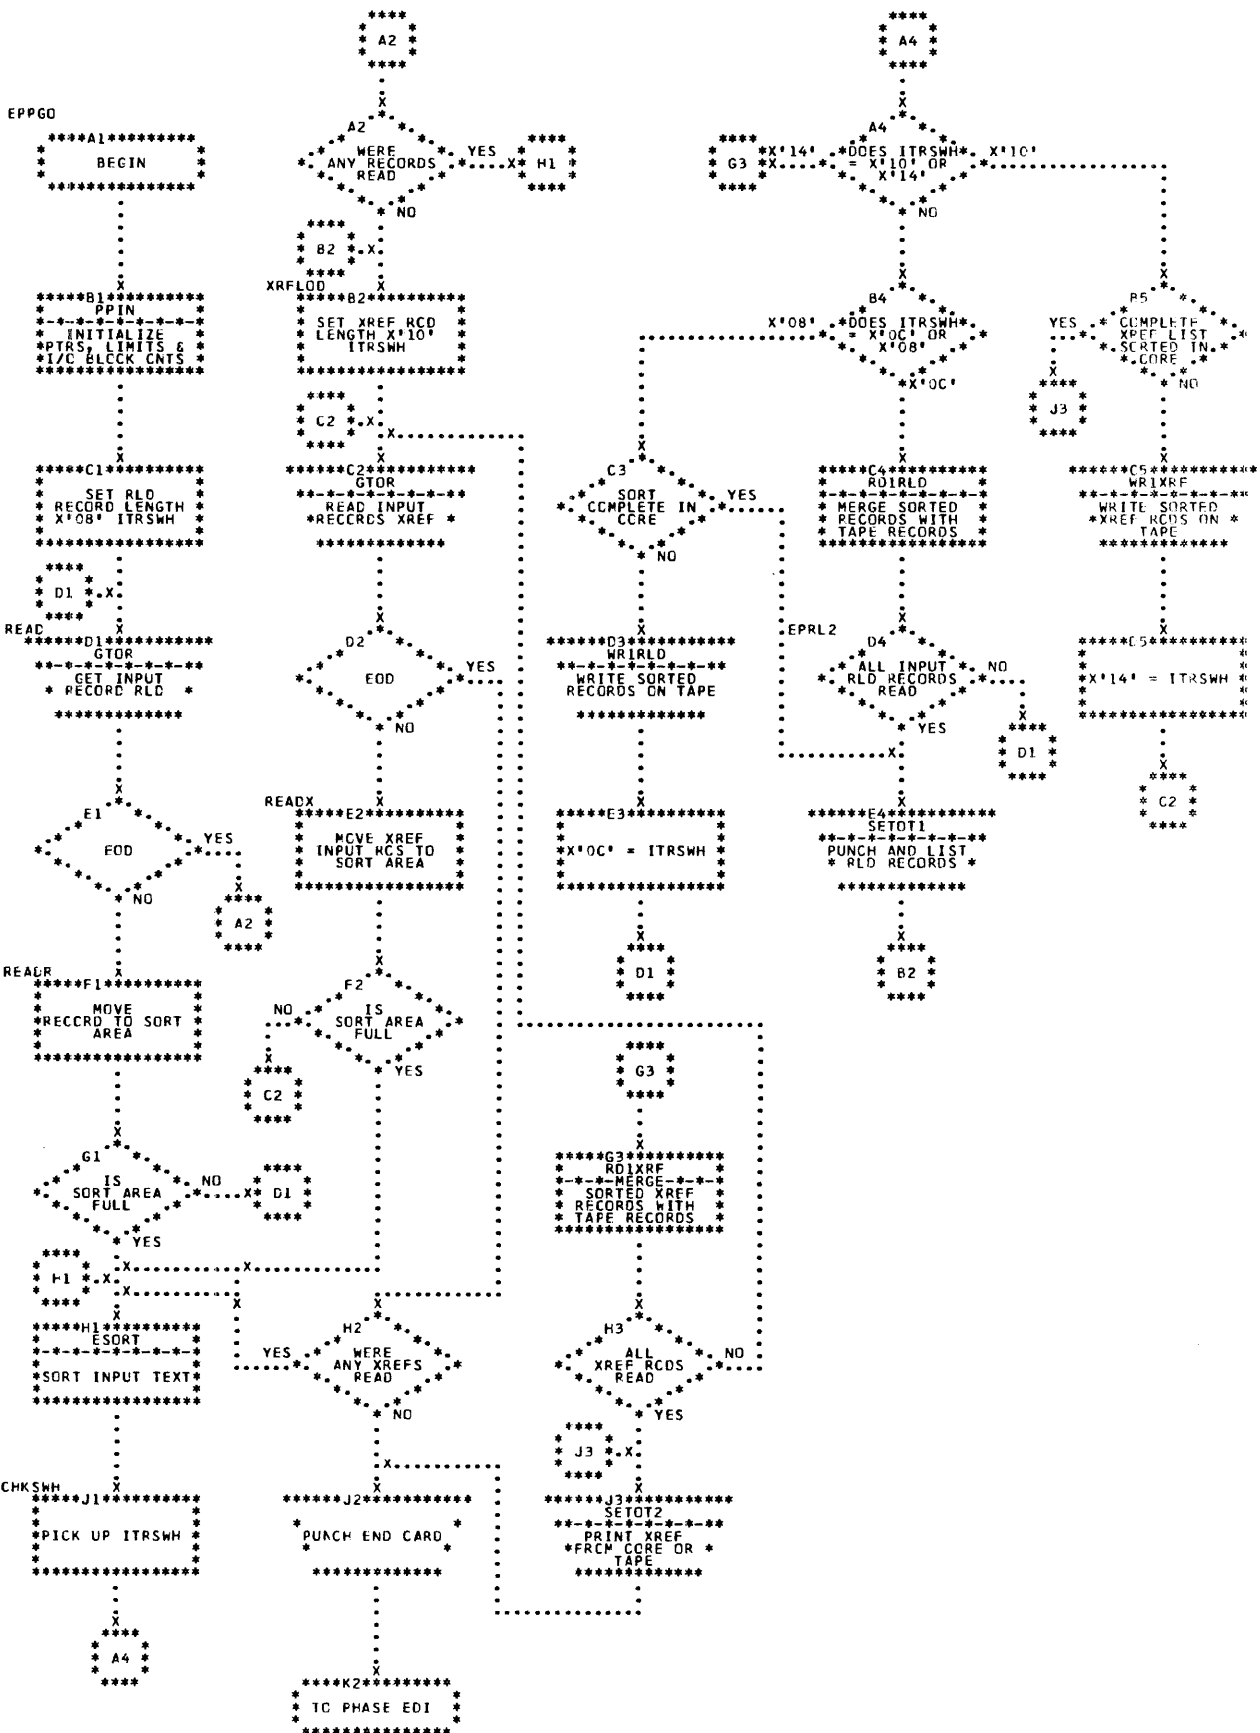 A2
A4
EPPGO
A1
BEGIN
A2
WERE
ANY RECORDS
READ
YES
H1
NO
G3
X'14'
A4
DOES ITRSWH
= X'10' OR
X'14'
X'10'
NO
B2
B1
PPIN
INITIALIZE
PTRS, LIMITS &
I/O BLOCK CNTS
XRFLOD
B2
SET XREF RCD
LENGTH X'10'
ITRSWH
X'08'
B4
DOES ITRSWH
= X'0C' OR
X'08'
X'0C'
B5
YES
COMPLETE
XREF LIST
SORTED IN
CORE
NO
J3
C2
C1
SET RLD
RECORD LENGTH
X'08' ITRSWH
C2
GTOR
READ INPUT
RECORDS XREF
C3
SORT
COMPLETE IN
CORE
YES
NO
C4
RD1RLD
MERGE SORTED
RECORDS WITH
TAPE RECORDS
C5
WR1XRF
WRITE SORTED
XREF RCDS ON
TAPE
D1
READ
D1
GTOR
GET INPUT
RECORD RLD
D2
EOD
YES
NO
D3
WR1RLD
WRITE SORTED
RECORDS ON TAPE
EPRL2
D4
ALL INPUT
RLD RECORDS
READ
NO
YES
D1
X'14' = ITRSWH
C2
E1
EOD
YES
NO
A2
READX
E2
MOVE XREF
INPUT RCS TO
SORT AREA
E3
X'0C' = ITRSWH
D1
E4
SETOT1
PUNCH AND LIST
RLD RECORDS
B2
READR
F1
MOVE
RECORD TO SORT
AREA
F2
NO
IS
SORT AREA
FULL
YES
C2
G3
G1
IS
SORT AREA
FULL
NO
D1
YES
G3
RD1XRF
MERGE
SORTED XREF
RECORDS WITH
TAPE RECORDS
H1
H1
ESORT
SORT INPUT TEXT
H2
YES
WERE
ANY XREFS
READ
NO
H3
ALL
XREF RCDS
READ
NO
YES
J3
CHKSWH
J1
PICK UP ITRSWH
J2
PUNCH END CARD
J3
SETOT2
PRINT XREF
FROM CORE OR
TAPE
A4
K2
TO PHASE EDI